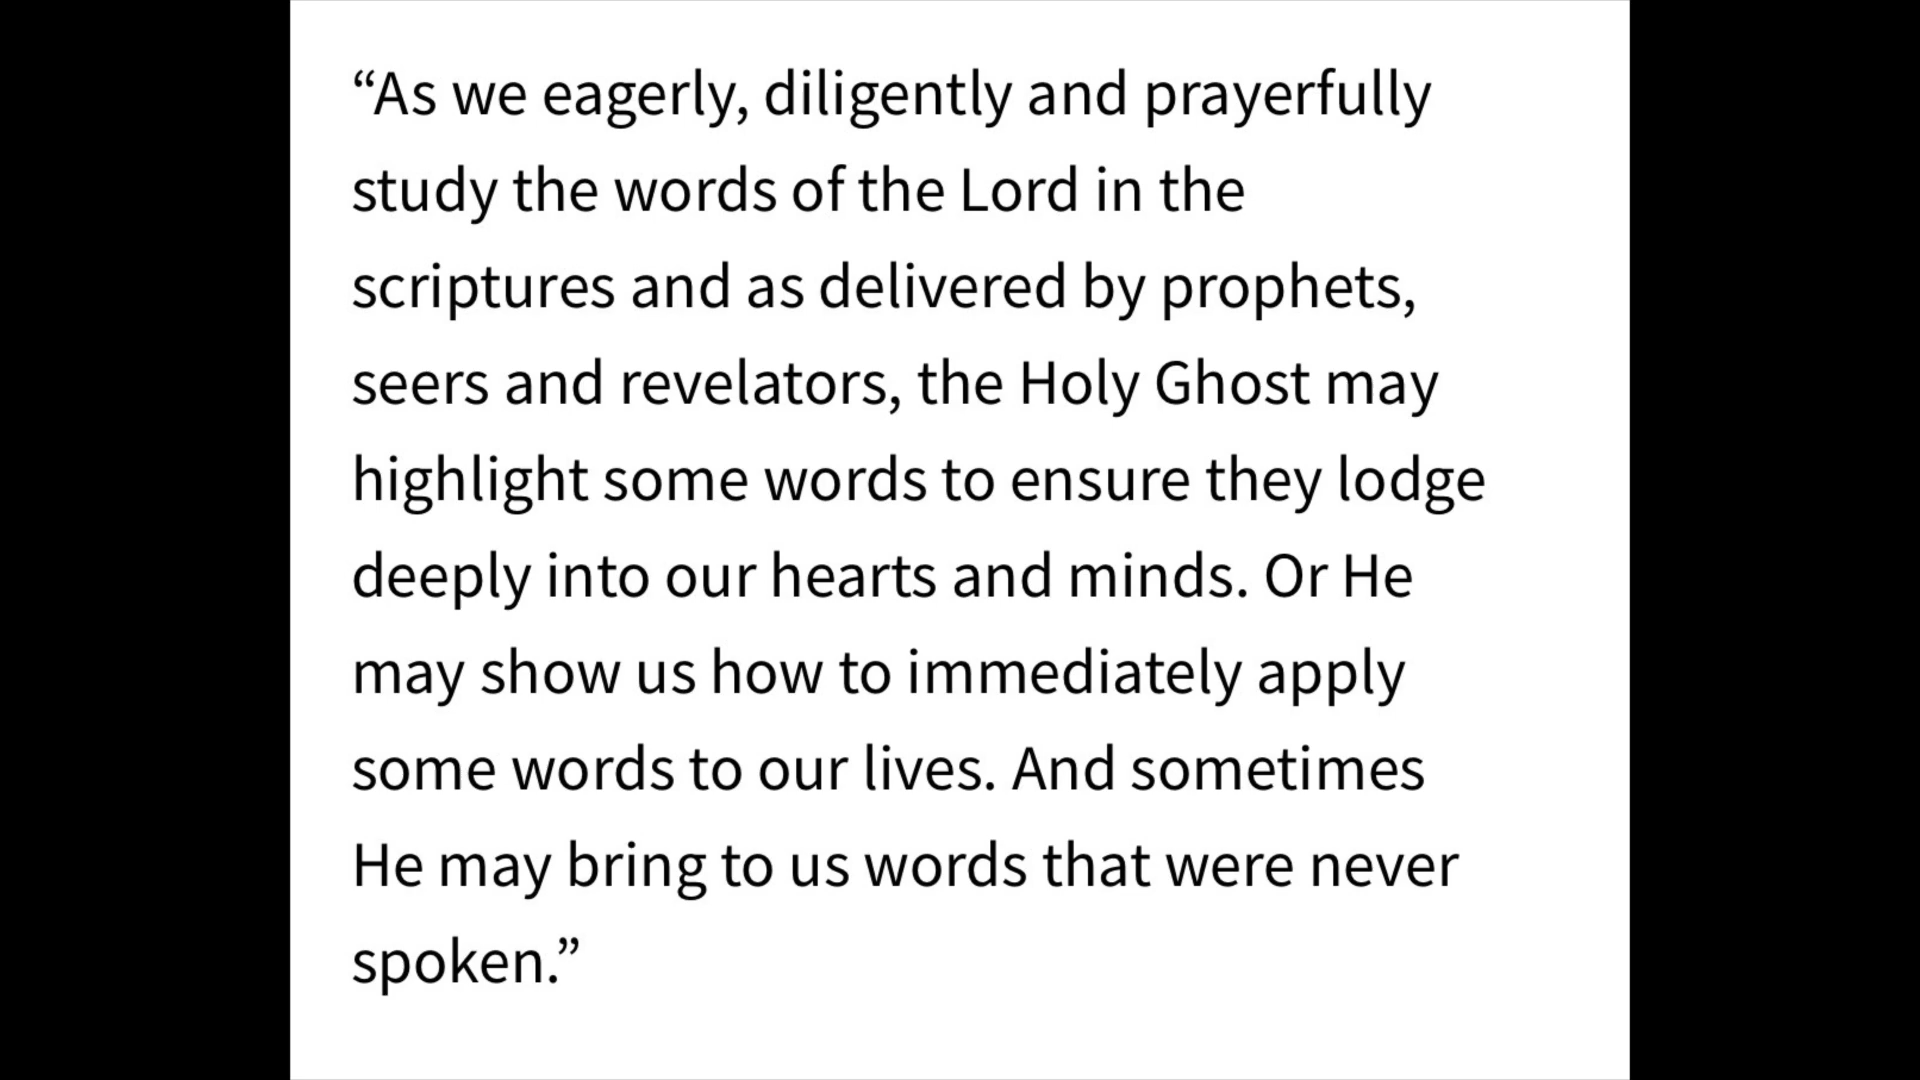 “As we eagerly, diligently and prayerfully
study the words of the Lord in the
scriptures and as delivered by prophets,
seers and revelators, the Holy Ghost may
highlight some words to ensure they lodge
deeply into our hearts and minds. Or He
may show us how to immediately apply
some words to our lives. And sometimes
He may bring to us words that were never
spoken.”